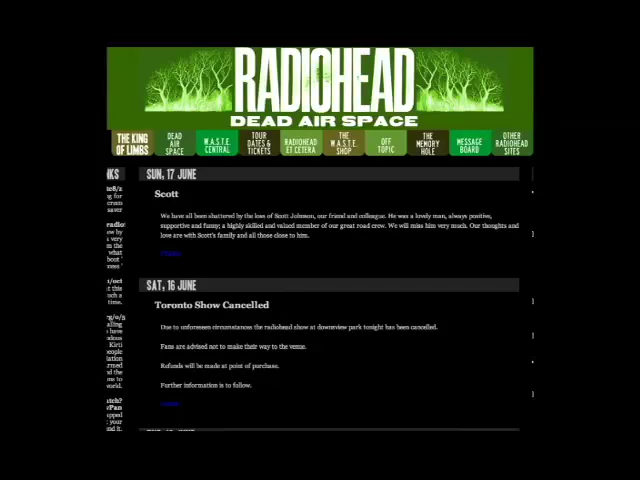 RADIOHEAD
DEAD AIR SPACE
THE KING OF LIMBS
DEAD AIR SPACE
W.A.S.T.E. CENTRAL
TOUR DATES & TICKETS
RADIOHEAD ET CETERA
THE W.A.S.T.E. SHOP
OFF TOPIC
THE MEMORY HOLE
MESSAGE BOARD
OTHER RADIOHEAD SITES
SUN, 17 JUNE
Scott
We have all been shattered by the loss of Scott Johnson, our friend and colleague. He was a lovely man, always positive,
supportive and funny; a highly skilled and valued member of our great road crew. We will miss him very much. Our thoughts and
love are with Scott's family and all those close to him.
SAT, 16 JUNE
Toronto Show Cancelled
Due to unforeseen circumstances the radiohead show at downsview park tonight has been cancelled.
Fans are advised not to make their way to the venue.
Refunds will be made at point of purchase.
Further information is to follow.